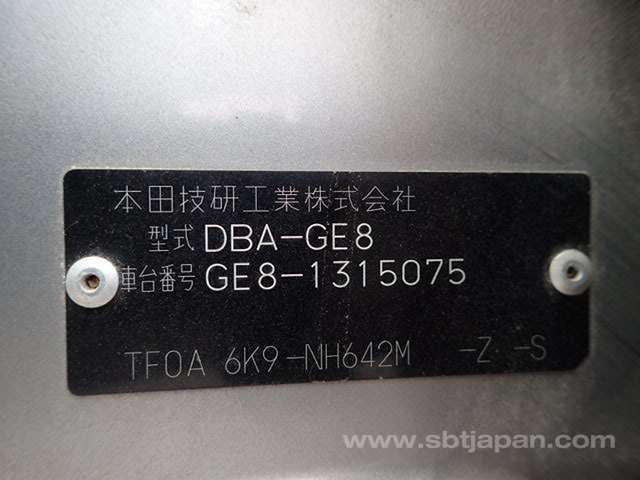 本田技研工業株式会社
型式 DBA-GE8
車台番号 GE8-1315075
TF0A 6K9-NH642M -Z -S
www.sbtjapan.com